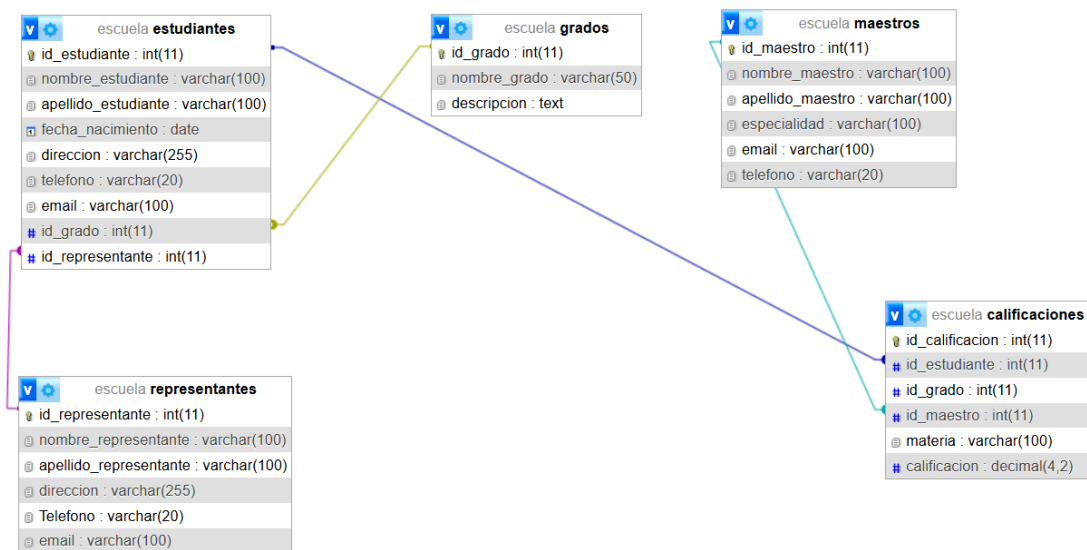 v escuela estudiantes
id_estudiante : int(11)
nombre_estudiante : varchar(100)
apellido_estudiante : varchar(100)
fecha_nacimiento : date
direccion : varchar(255)
telefono : varchar(20)
email : varchar(100)
# id_grado : int(11)
# id_representante : int(11)
v escuela grados
id_grado : int(11)
nombre_grado : varchar(50)
descripcion : text
v escuela maestros
id_maestro : int(11)
nombre_maestro : varchar(100)
apellido_maestro : varchar(100)
especialidad : varchar(100)
email : varchar(100)
telefono : varchar(20)
v escuela representantes
id_representante : int(11)
nombre_representante : varchar(100)
apellido_representante : varchar(100)
direccion : varchar(255)
Telefono : varchar(20)
email : varchar(100)
v escuela calificaciones
id_calificacion : int(11)
# id_estudiante : int(11)
# id_grado : int(11)
# id_maestro : int(11)
materia : varchar(100)
# calificacion : decimal(4,2)